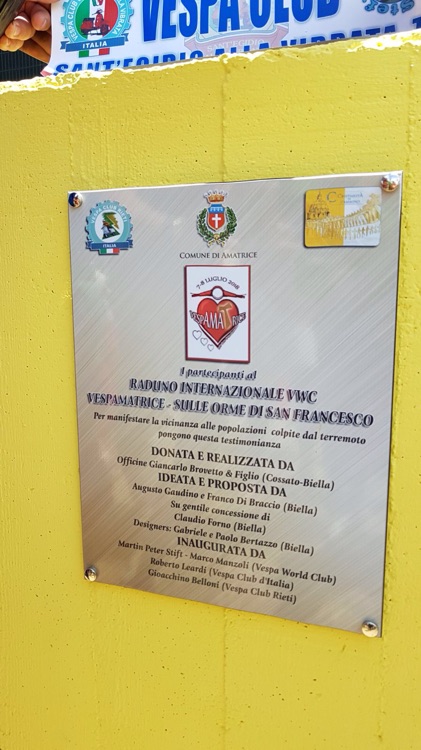 VESPA CLUB
ITALIA
SANT'EGIDIO ALLA VIBRATA
ITALIA
COMUNE DI AMATRICE
7-8 LUGLIO 2018
VESPAMATRICE
I partecipanti al
RADUNO INTERNAZIONALE VWC
VESPAMATRICE - SULLE ORME DI SAN FRANCESCO
Per manifestare la vicinanza alle popolazioni colpite dal terremoto
pongono questa testimonianza
DONATA E REALIZZATA DA
Officine Giancarlo Brovetto & Figlio (Cossato-Biella)
IDEATA E PROPOSTA DA
Augusto Gaudino e Franco Di Braccio (Biella)
Su gentile concessione di
Claudio Forno (Biella)
Designers: Gabriele e Paolo Bertazzo (Biella)
INAUGURATA DA
Martin Peter Stift - Marco Manzoli (Vespa World Club)
Roberto Leardi (Vespa Club d'Italia)
Gioacchino Belloni (Vespa Club Rieti)